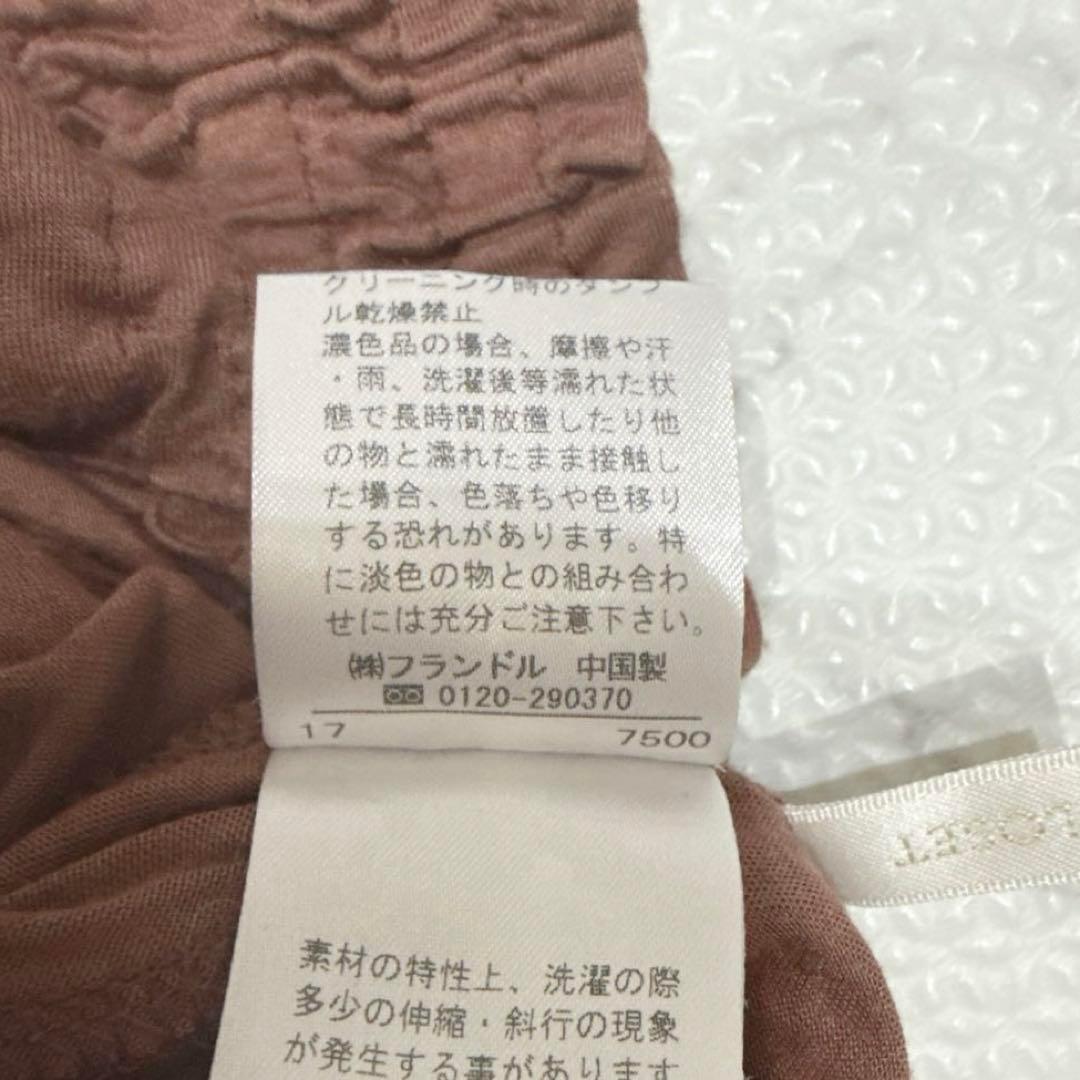 クリーニング時のタンブ
ル乾燥禁止
濃色品の場合、摩擦や汗
・雨、洗濯後等濡れた状
態で長時間放置したり他
の物と濡れたまま接触し
た場合、色落ちや色移り
する恐れがあります。特
に淡色の物との組み合わ
せには充分ご注意下さい。
㈱フランドル 中国製
0120-290370
17 7500
素材の特性上、洗濯の際
多少の伸縮・斜行の現象
が発生する事があります